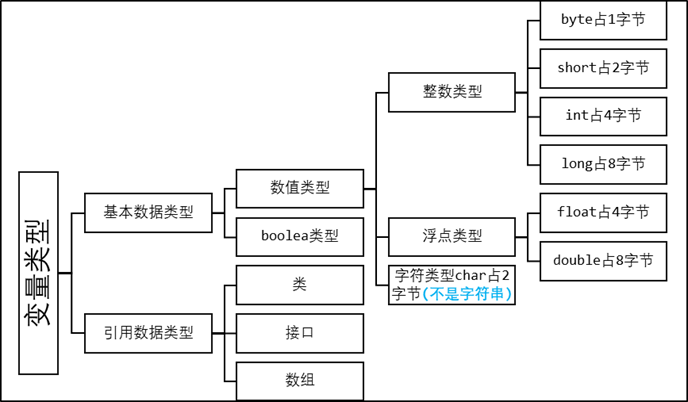 变量类型
基本数据类型
引用数据类型
数值类型
boolea类型
类
接口
数组
整数类型
浮点类型
字符类型char占2
字节(不是字符串)
byte占1字节
short占2字节
int占4字节
long占8字节
float占4字节
double占8字节